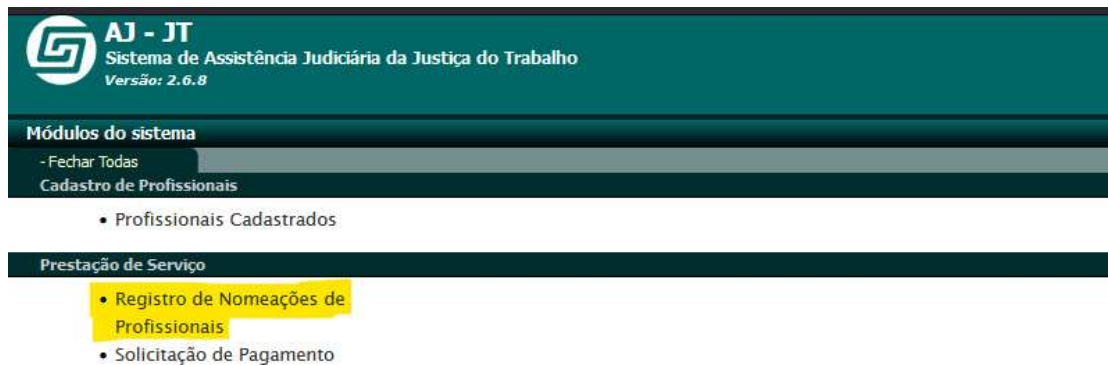 AJ - JT
Sistema de Assistência Judiciária da Justiça do Trabalho
Versão: 2.6.8
Módulos do sistema
- Fechar Todas
Cadastro de Profissionais
• Profissionais Cadastrados
Prestação de Serviço
• Registro de Nomeações de
Profissionais
• Solicitação de Pagamento